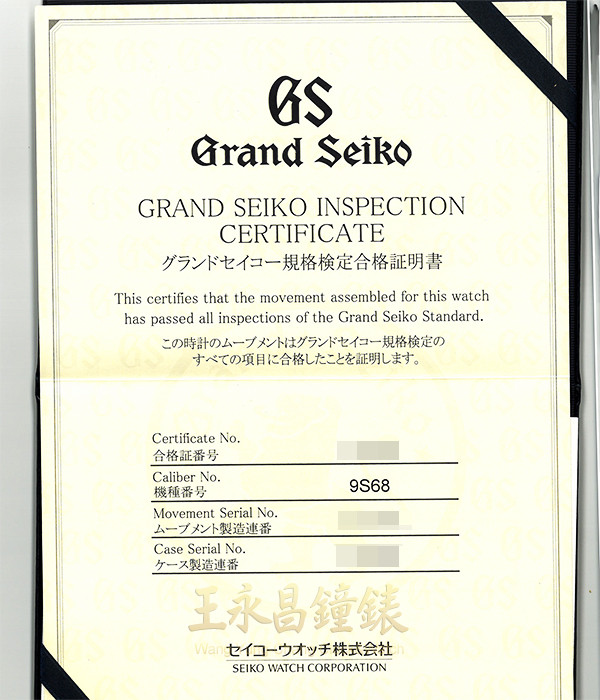 GS
Grand Seiko
GRAND SEIKO INSPECTION
CERTIFICATE
グランドセイコー規格検定合格証明書
This certifies that the movement assembled for this watch
has passed all inspections of the Grand Seiko Standard.
この時計のムーブメントはグランドセイコー規格検定の
すべての項目に合格したことを証明します。
Certificate No.
合格証番号
Caliber No.
機種番号
9S68
Movement Serial No.
ムーブメント製造連番
Case Serial No.
ケース製造連番
王永昌鐘錶
セイコーウオッチ株式会社
SEIKO WATCH CORPORATION